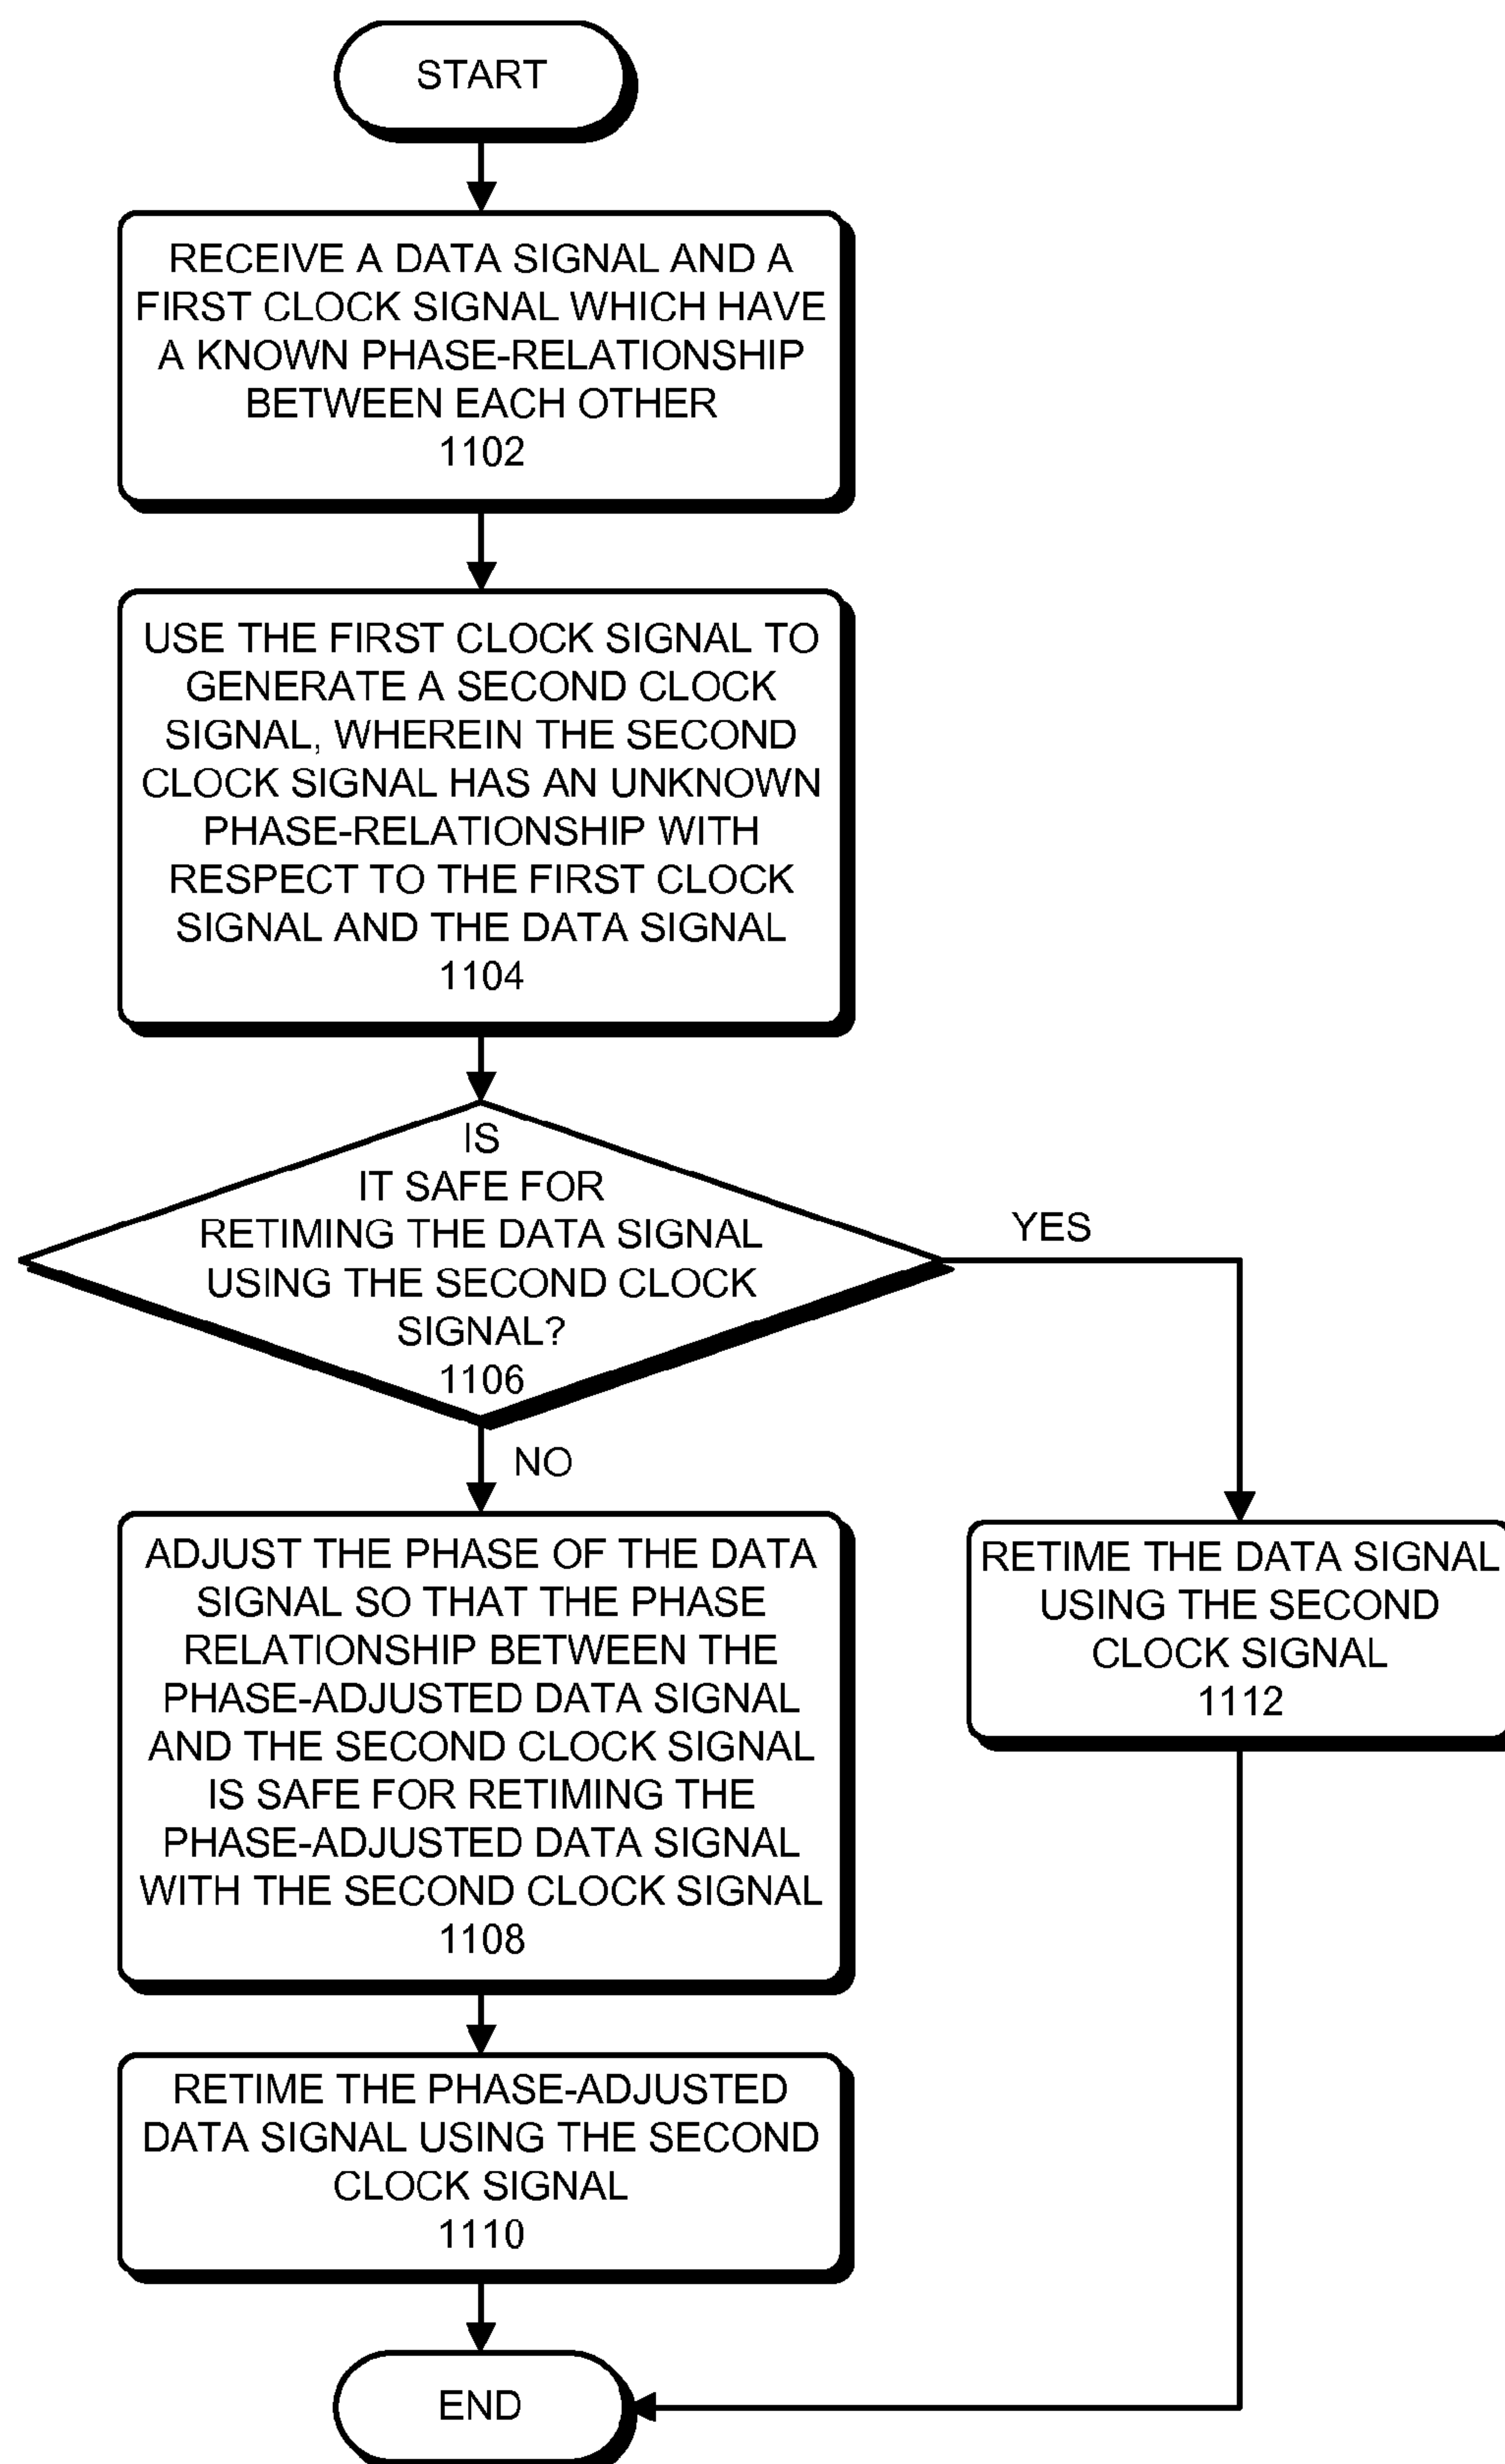 START
RECEIVE A DATA SIGNAL AND A
FIRST CLOCK SIGNAL WHICH HAVE
A KNOWN PHASE-RELATIONSHIP
BETWEEN EACH OTHER
1102
USE THE FIRST CLOCK SIGNAL TO
GENERATE A SECOND CLOCK
SIGNAL, WHEREIN THE SECOND
CLOCK SIGNAL HAS AN UNKNOWN
PHASE-RELATIONSHIP WITH
RESPECT TO THE FIRST CLOCK
SIGNAL AND THE DATA SIGNAL
1104
IS
IT SAFE FOR
RETIMING THE DATA SIGNAL
USING THE SECOND CLOCK
SIGNAL?
1106
YES
NO
ADJUST THE PHASE OF THE DATA
SIGNAL SO THAT THE PHASE
RELATIONSHIP BETWEEN THE
PHASE-ADJUSTED DATA SIGNAL
AND THE SECOND CLOCK SIGNAL
IS SAFE FOR RETIMING THE
PHASE-ADJUSTED DATA SIGNAL
WITH THE SECOND CLOCK SIGNAL
1108
RETIME THE DATA SIGNAL
USING THE SECOND
CLOCK SIGNAL
1112
RETIME THE PHASE-ADJUSTED
DATA SIGNAL USING THE SECOND
CLOCK SIGNAL
1110
END